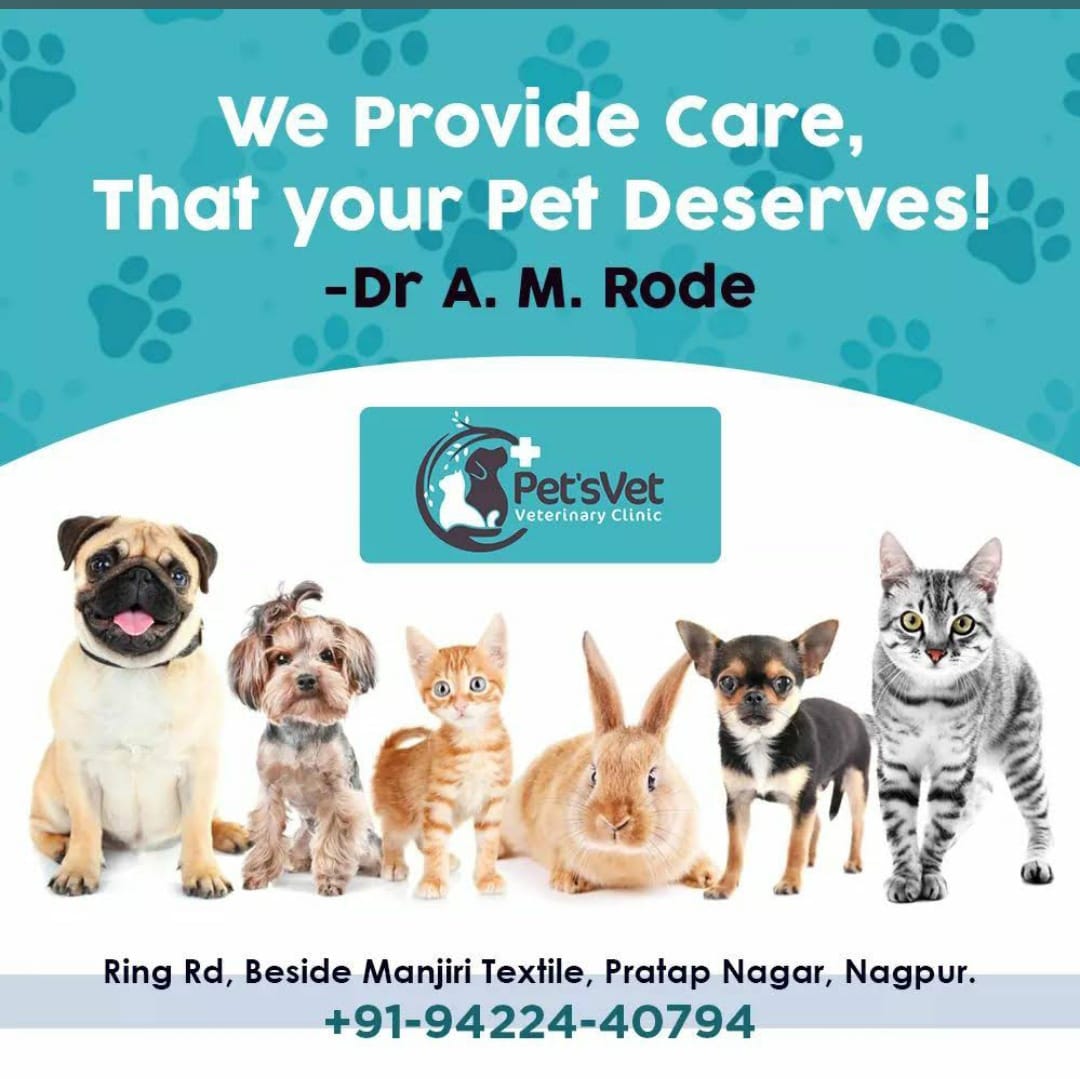 We Provide Care,
That your Pet Deserves!
-Dr A. M. Rode
Pet'sVet
Veterinary Clinic
Ring Rd, Beside Manjiri Textile, Pratap Nagar, Nagpur.
+91-94224-40794